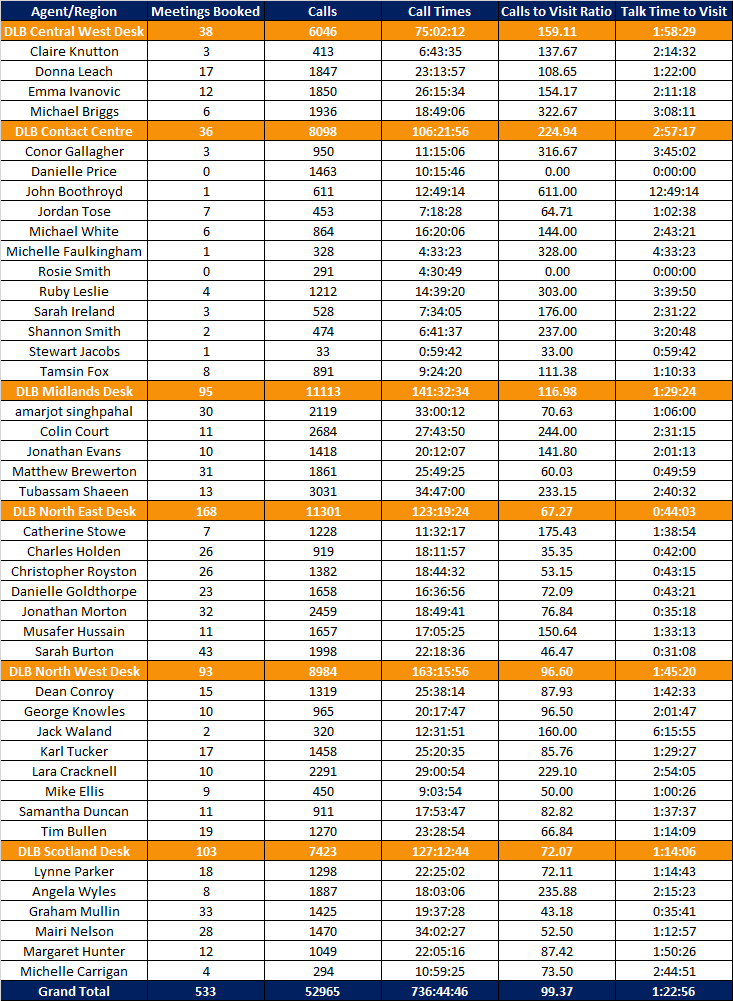 Agent/Region Meetings Booked Calls Call Times Calls to Visit Ratio Talk Time to Visit
DLB Central West Desk 38 6046 75:02:12 159.11 1:58:29
Claire Knutton 3 413 6:43:35 137.67 2:14:32
Donna Leach 17 1847 23:13:57 108.65 1:22:00
Emma Ivanovic 12 1850 26:15:34 154.17 2:11:18
Michael Briggs 6 1936 18:49:06 322.67 3:08:11
DLB Contact Centre 36 8098 106:21:56 224.94 2:57:17
Conor Gallagher 3 950 11:15:06 316.67 3:45:02
Danielle Price 0 1463 10:15:46 0.00 0:00:00
John Boothroyd 1 611 12:49:14 611.00 12:49:14
Jordan Tose 7 453 7:18:28 64.71 1:02:38
Michael White 6 864 16:20:06 144.00 2:43:21
Michelle Faulkingham 1 328 4:33:23 328.00 4:33:23
Rosie Smith 0 291 4:30:49 0.00 0:00:00
Ruby Leslie 4 1212 14:39:20 303.00 3:39:50
Sarah Ireland 3 528 7:34:05 176.00 2:31:22
Shannon Smith 2 474 6:41:37 237.00 3:20:48
Stewart Jacobs 1 33 0:59:42 33.00 0:59:42
Tamsin Fox 8 891 9:24:20 111.38 1:10:33
DLB Midlands Desk 95 11113 141:32:34 116.98 1:29:24
amarjot singhpahal 30 2119 33:00:12 70.63 1:06:00
Colin Court 11 2684 27:43:50 244.00 2:31:15
Jonathan Evans 10 1418 20:12:07 141.80 2:01:13
Matthew Brewerton 31 1861 25:49:25 60.03 0:49:59
Tubassam Shaeen 13 3031 34:47:00 233.15 2:40:32
DLB North East Desk 168 11301 123:19:24 67.27 0:44:03
Catherine Stowe 7 1228 11:32:17 175.43 1:38:54
Charles Holden 26 919 18:11:57 35.35 0:42:00
Christopher Royston 26 1382 18:44:32 53.15 0:43:15
Danielle Goldthorpe 23 1658 16:36:56 72.09 0:43:21
Jonathan Morton 32 2459 18:49:41 76.84 0:35:18
Musafer Hussain 11 1657 17:05:25 150.64 1:33:13
Sarah Burton 43 1998 22:18:36 46.47 0:31:08
DLB North West Desk 93 8984 163:15:56 96.60 1:45:20
Dean Conroy 15 1319 25:38:14 87.93 1:42:33
George Knowles 10 965 20:17:47 96.50 2:01:47
Jack Waland 2 320 12:31:51 160.00 6:15:55
Karl Tucker 17 1458 25:20:35 85.76 1:29:27
Lara Cracknell 10 2291 29:00:54 229.10 2:54:05
Mike Ellis 9 450 9:03:54 50.00 1:00:26
Samantha Duncan 11 911 17:53:47 82.82 1:37:37
Tim Bullen 19 1270 23:28:54 66.84 1:14:09
DLB Scotland Desk 103 7423 127:12:44 72.07 1:14:06
Lynne Parker 18 1298 22:25:02 72.11 1:14:43
Angela Wyles 8 1887 18:03:06 235.88 2:15:23
Graham Mullin 33 1425 19:37:28 43.18 0:35:41
Mairi Nelson 28 1470 34:02:27 52.50 1:12:57
Margaret Hunter 12 1049 22:05:16 87.42 1:50:26
Michelle Carrigan 4 294 10:59:25 73.50 2:44:51
Grand Total 533 52965 736:44:46 99.37 1:22:56